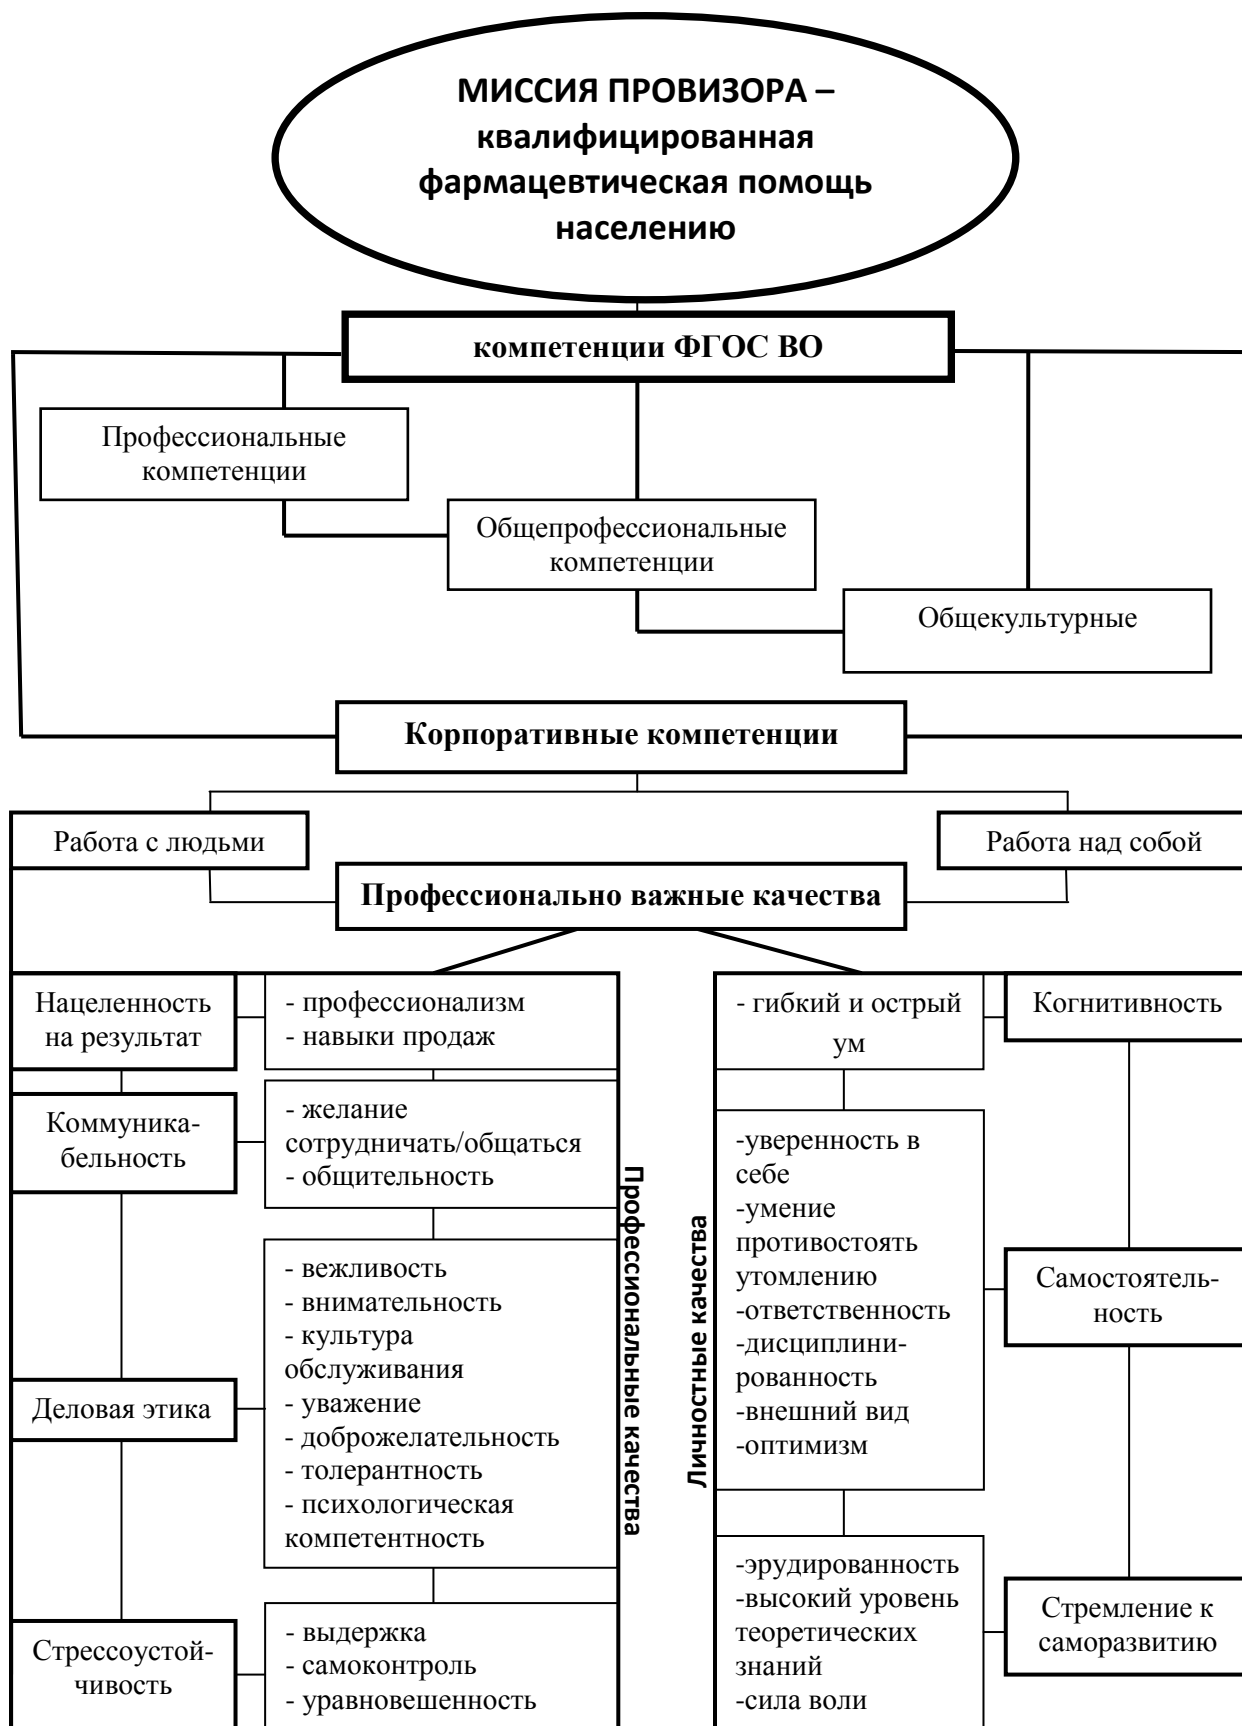 МИССИЯ ПРОВИЗОРА –
квалифицированная
фармацевтическая помощь
населению
компетенции ФГОС ВО
Профессиональные
компетенции
Общепрофессиональные
компетенции
Общекультурные
Корпоративные компетенции
Работа с людьми
Работа над собой
Профессионально важные качества
Нацеленность
на результат
- профессионализм
- навыки продаж
Коммуника-
бельность
- желание
сотрудничать/общаться
- общительность
Деловая этика
- вежливость
- внимательность
- культура
обслуживания
- уважение
- доброжелательность
- толерантность
- психологическая
компетентность
Стрессоустой-
чивость
- выдержка
- самоконтроль
- уравновешенность
Профессиональные качества
Личностные качества
- гибкий и острый
ум
Когнитивность
-уверенность в
себе
-умение
противостоять
утомлению
-ответственность
-дисциплини-
рованность
-внешний вид
-оптимизм
Самостоятель-
ность
-эрудированность
-высокий уровень
теоретических
знаний
-сила воли
Стремление к
саморазвитию